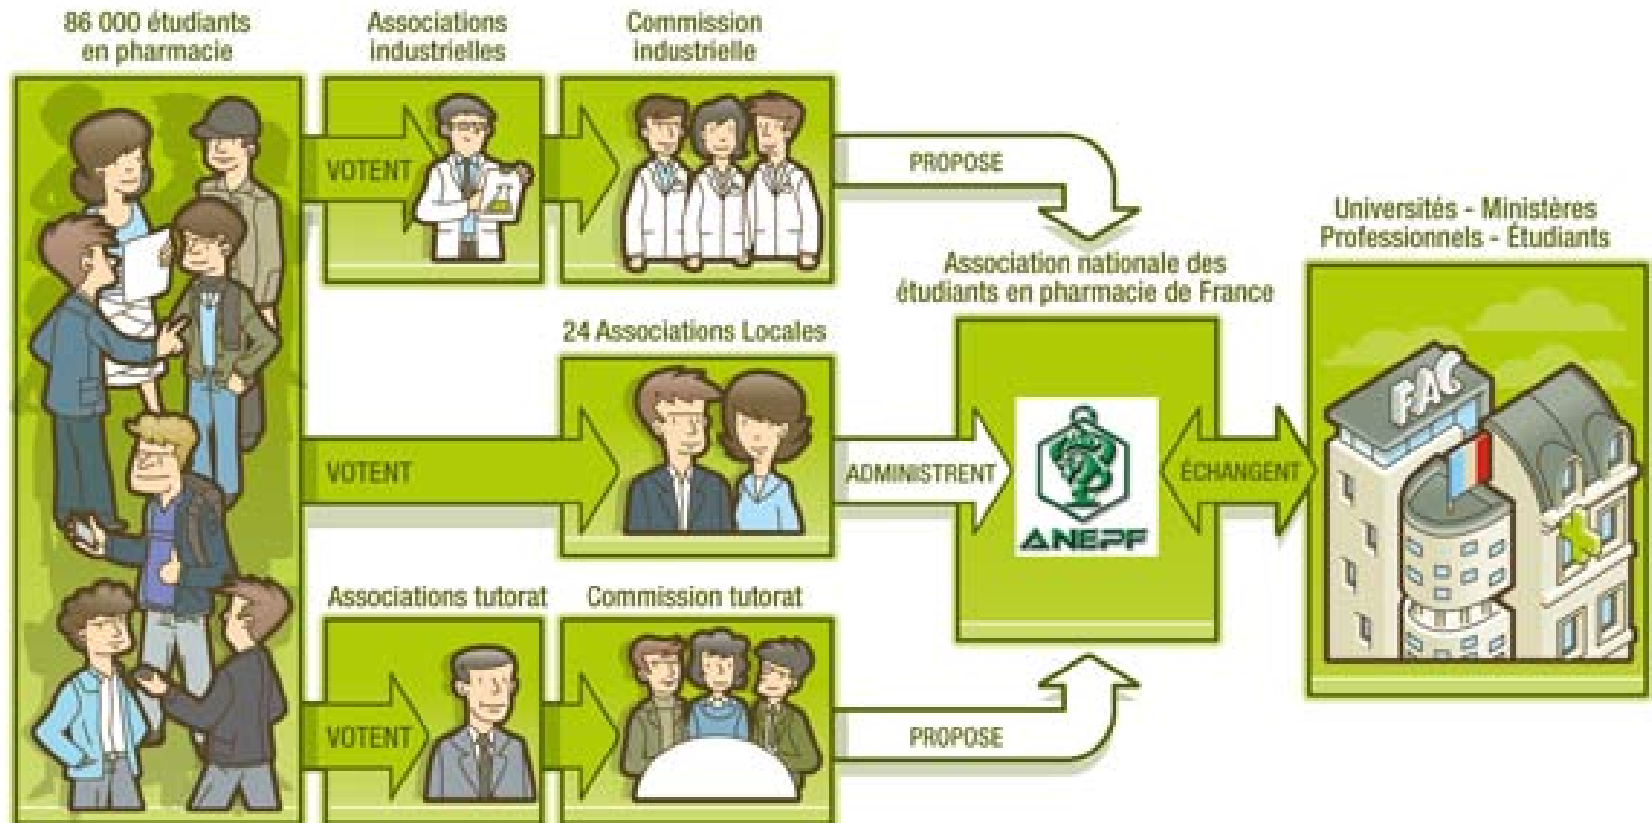 86 000 étudiants
en pharmacie
Associations
industrielles
Commission
industrielle
VOTENT
PROPOSE
Universités - Ministères
Professionnels - Étudiants
Association nationale des
étudiants en pharmacie de France
24 Associations Locales
FAC
VOTENT
ADMINISTRENT
ANEPF
ÉCHANGENT
Associations tutorat
Commission tutorat
VOTENT
PROPOSE